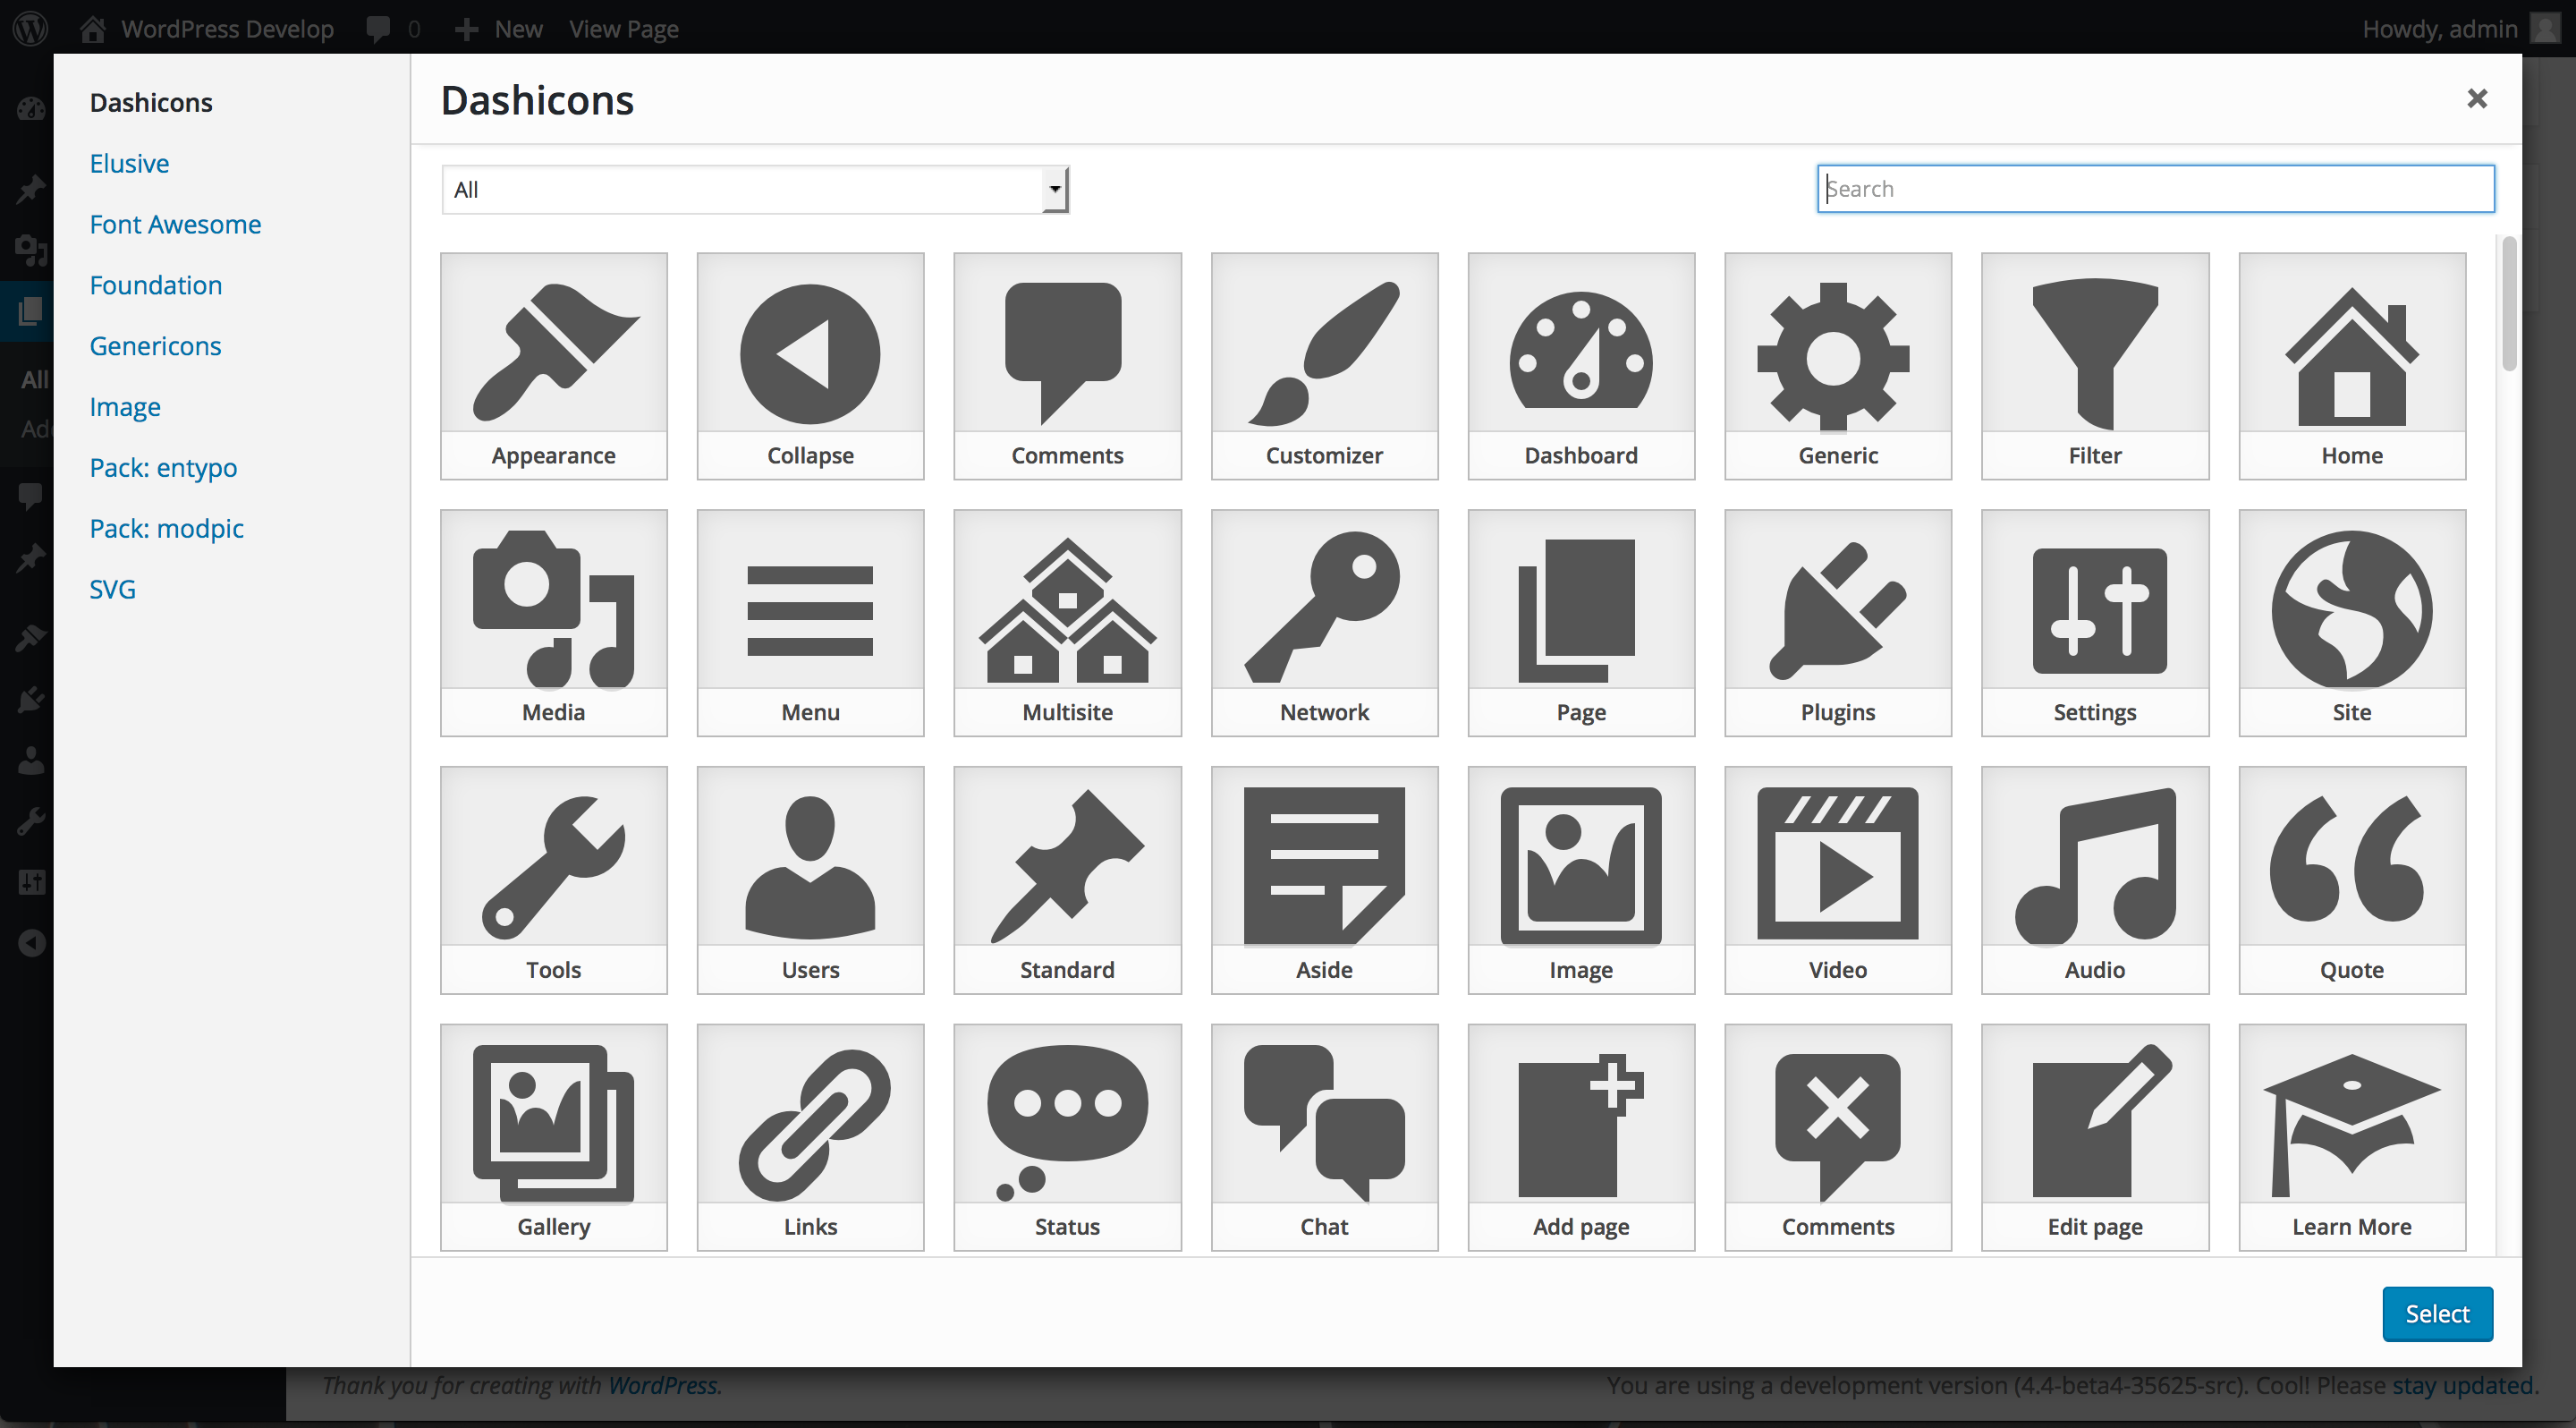 WordPress Develop 0 New View Page Howdy, admin
Dashicons
Elusive
Font Awesome
Foundation
Genericons
Image
Pack: entypo
Pack: modpic
SVG
All
Dashicons
All Search
Appearance Collapse Comments Customizer Dashboard Generic Filter Home
Media Menu Multisite Network Page Plugins Settings Site
Tools Users Standard Aside Image Video Audio Quote
Gallery Links Status Chat Add page Comments Edit page Learn More
Select
Thank you for creating with WordPress. You are using a development version (4.4-beta4-35625-src). Cool! Please stay updated.